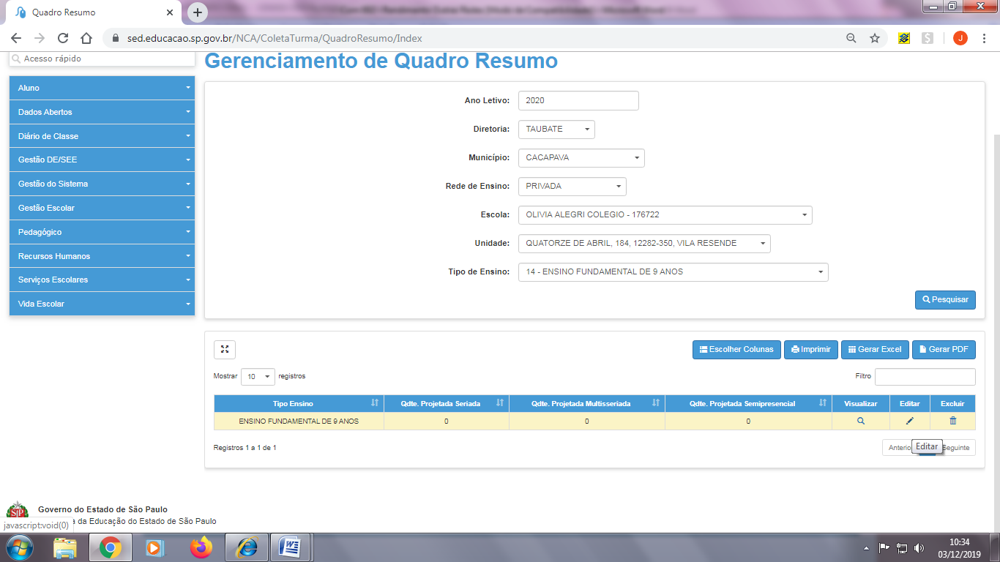 Quadro Resumo
sed.educacao.sp.gov.br/NCA/ColetaTurma/QuadroResumo/Index
J
Acesso rápido
Aluno
Dados Abertos
Diário de Classe
Gestão DE/SEE
Gestão do Sistema
Gestão Escolar
Pedagógico
Recursos Humanos
Serviços Escolares
Vida Escolar
Gerenciamento de Quadro Resumo
Ano Letivo: 2020
Diretoria: TAUBATE
Município: CACAPAVA
Rede de Ensino: PRIVADA
Escola: OLIVIA ALEGRI COLEGIO - 176722
Unidade: QUATORZE DE ABRIL, 184, 12282-350, VILA RESENDE
Tipo de Ensino: 14 - ENSINO FUNDAMENTAL DE 9 ANOS
Pesquisar
Escolher Colunas Imprimir Gerar Excel Gerar PDF
Mostrar 10 registros Filtro
Tipo Ensino Qdte. Projetada Seriada Qdte. Projetada Multisseriada Qdte. Projetada Semipresencial Visualizar Editar Excluir
ENSINO FUNDAMENTAL DE 9 ANOS 0 0 0
Registros 1 a 1 de 1 Anterio Editar Seguinte
Governo do Estado de São Paulo
a da Educação do Estado de São Paulo
javascript:void(0)
10:34
03/12/2019